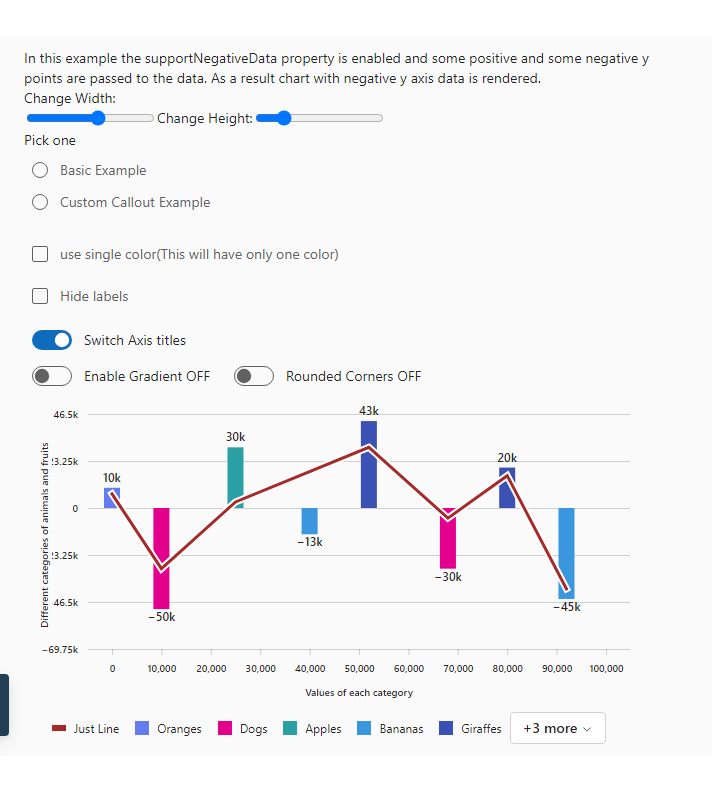 In this example the supportNegativeData property is enabled and some positive and some negative y
points are passed to the data. As a result chart with negative y axis data is rendered.
Change Width:
Change Height:
Pick one
Basic Example
Custom Callout Example
use single color(This will have only one color)
Hide labels
Switch Axis titles
Enable Gradient OFF
Rounded Corners OFF
Different categories of animals and fruits
46.5k
3.25k
0
3.25k
46.5k
−69.75k
10k
−50k
30k
−13k
43k
−30k
20k
−45k
0
10,000
20,000
30,000
40,000
50,000
60,000
70,000
80,000
90,000
100,000
Values of each category
Just Line
Oranges
Dogs
Apples
Bananas
Giraffes
+3 more